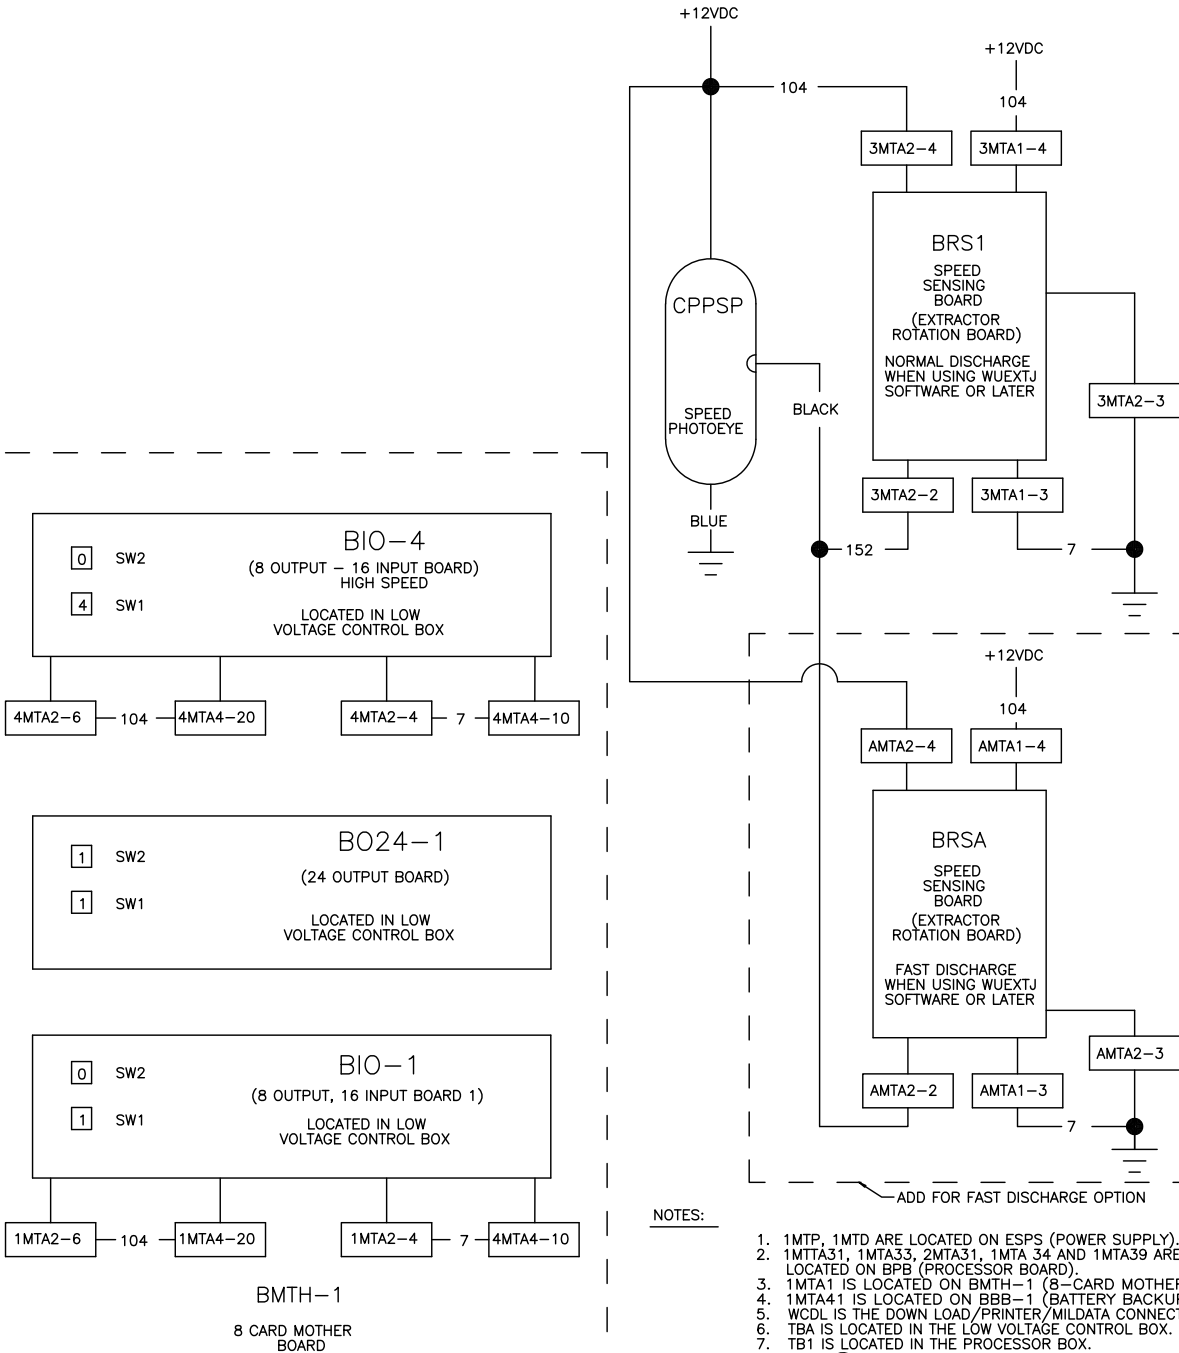 +12VDC
+12VDC
104
104
3MTA2-4
3MTA1-4
BRS1
SPEED
SENSING
BOARD
(EXTRACTOR
ROTATION BOARD)
NORMAL DISCHARGE
WHEN USING WUEXTJ
SOFTWARE OR LATER
CPPSP
SPEED
PHOTOEYE
BLACK
3MTA2-3
3MTA2-2
3MTA1-3
BLUE
152
7
BIO-4
(8 OUTPUT - 16 INPUT BOARD)
HIGH SPEED
LOCATED IN LOW
VOLTAGE CONTROL BOX
0 SW2
4 SW1
4MTA2-6
104
4MTA4-20
4MTA2-4
7
4MTA4-10
+12VDC
104
AMTA2-4
AMTA1-4
BRSA
SPEED
SENSING
BOARD
(EXTRACTOR
ROTATION BOARD)
FAST DISCHARGE
WHEN USING WUEXTJ
SOFTWARE OR LATER
AMTA2-3
AMTA2-2
AMTA1-3
7
ADD FOR FAST DISCHARGE OPTION
BO24-1
(24 OUTPUT BOARD)
LOCATED IN LOW
VOLTAGE CONTROL BOX
1 SW2
1 SW1
BIO-1
(8 OUTPUT, 16 INPUT BOARD 1)
LOCATED IN LOW
VOLTAGE CONTROL BOX
0 SW2
1 SW1
1MTA2-6
104
1MTA4-20
1MTA2-4
7
4MTA4-10
BMTH-1
8 CARD MOTHER
BOARD
NOTES:
1. 1MTP, 1MTD ARE LOCATED ON ESPS (POWER SUPPLY).
2. 1MTTA31, 1MTA33, 2MTA31, 1MTA 34 AND 1MTA39 ARE
LOCATED ON BPB (PROCESSOR BOARD).
3. 1MTA1 IS LOCATED ON BMTH-1 (8-CARD MOTHER
4. 1MTA41 IS LOCATED ON BBB-1 (BATTERY BACKUP
5. WCDL IS THE DOWN LOAD/PRINTER/MILDATA CONNECT
6. TBA IS LOCATED IN THE LOW VOLTAGE CONTROL BOX.
7. TB1 IS LOCATED IN THE PROCESSOR BOX.